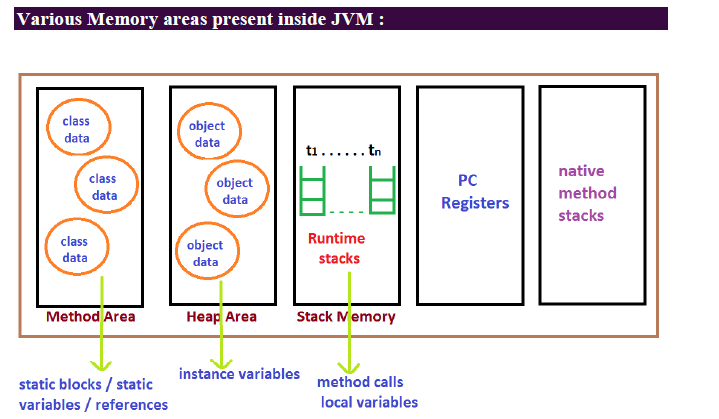 Various Memory areas present inside JVM :
class
data
class
data
class
data
Method Area
object
data
object
data
object
data
Heap Area
t1......tn
Runtime
stacks
Stack Memory
PC
Registers
native
method
stacks
static blocks / static
variables / references
instance variables
method calls
local variables